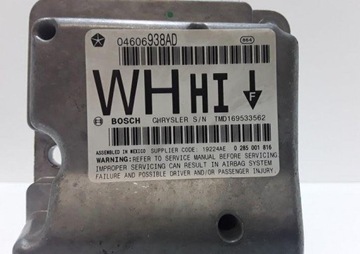 04606938AD
864
WH HI F
BOSCH CHRYSLER S/N TMD169533562
ASSEMBLED IN MEXICO SUPPLIER CODE: 19224AE 0 285 001 816
WARNING: REFER TO SERVICE MANUAL BEFORE SERVICING
IMPROPER SERVICING CAN RESULT IN AIRBAG SYSTEM
FAILURE AND POSSIBLE DRIVER AND/OR PASSENGER INJURY.